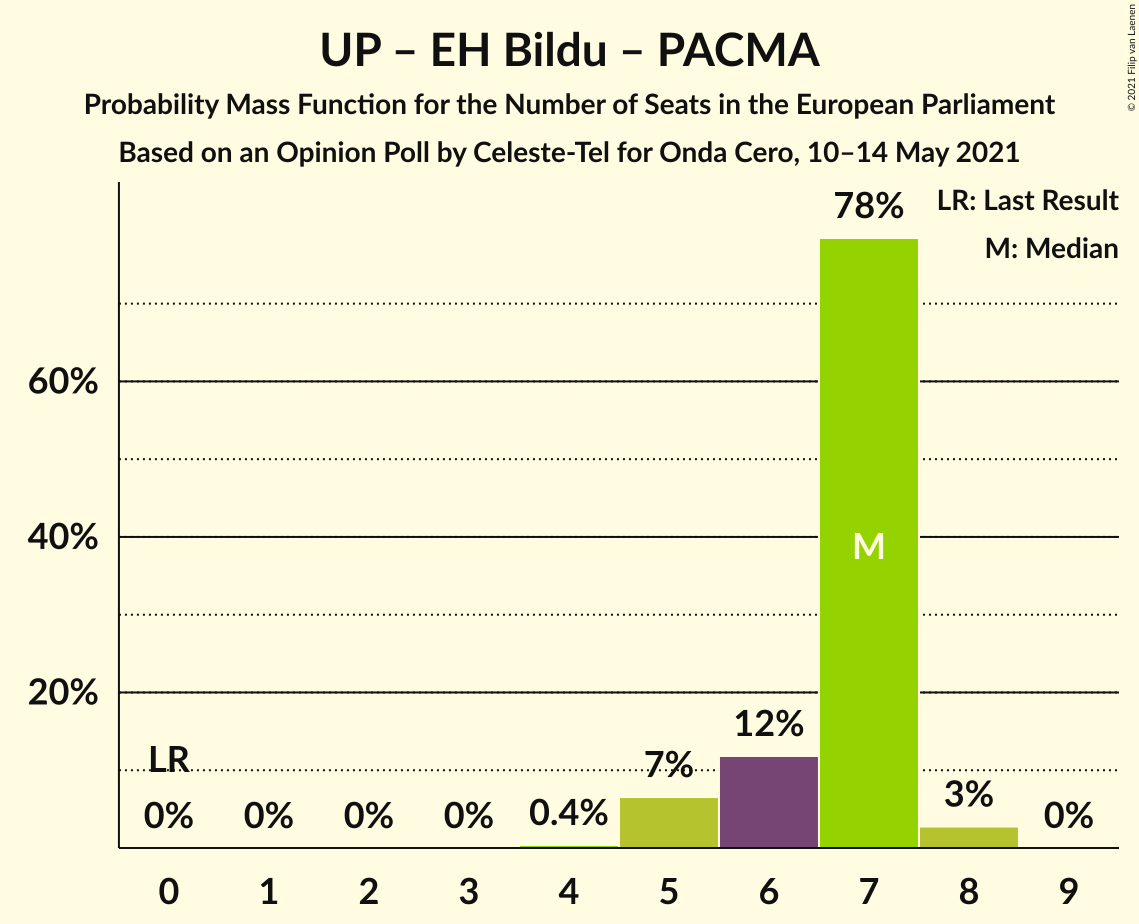 UP – EH Bildu – PACMA
Probability Mass Function for the Number of Seats in the European Parliament
Based on an Opinion Poll by Celeste-Tel for Onda Cero, 10–14 May 2021
© 2021 Filip van Laenen
LR: Last Result
M: Median
78%
60%
40%
20%
M
LR
0%
0%
0%
0%
0.4%
7%
12%
3%
0%
0 1 2 3 4 5 6 7 8 9